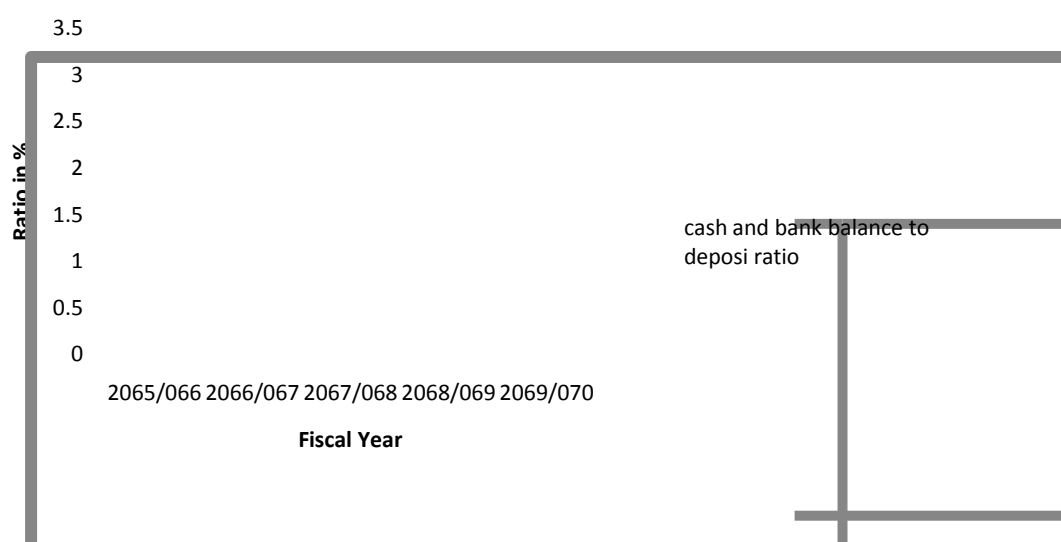 3.5
3
2.5
2
1.5
1
0.5
0
Ratio in %
cash and bank balance to
deposi ratio
2065/066 2066/067 2067/068 2068/069 2069/070
Fiscal Year